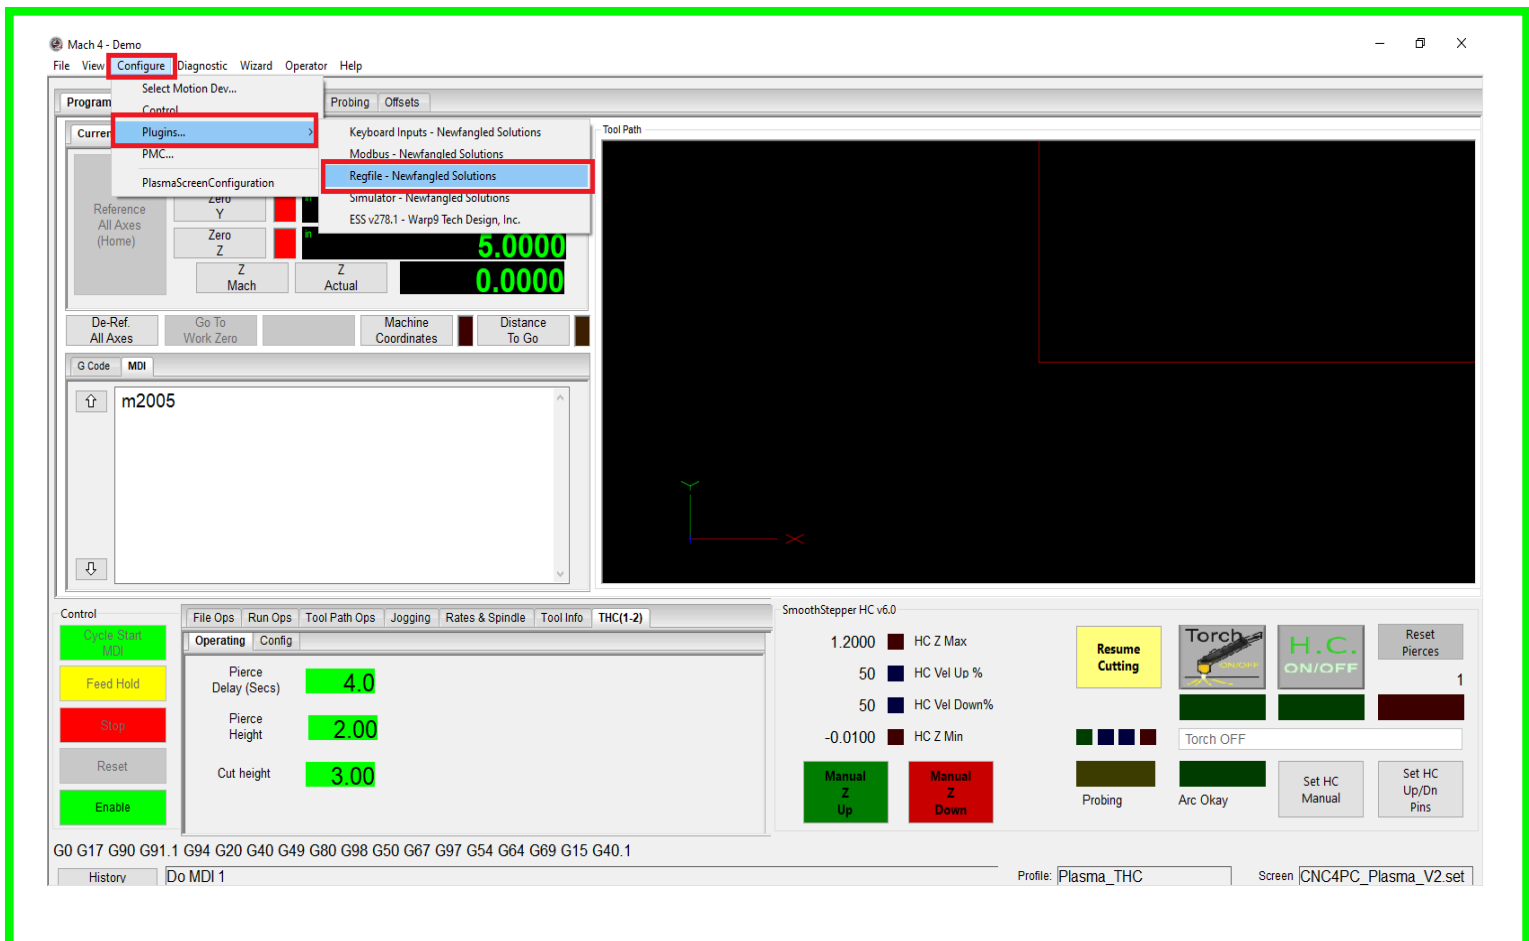 Mach 4 - Demo
File View Configure Diagnostic Wizard Operator Help
Select Motion Dev...
Control
Plugins...
PMC...
PlasmaScreenConfiguration
Keyboard Inputs - Newfangled Solutions
Modbus - Newfangled Solutions
Regfile - Newfangled Solutions
Simulator - Newfangled Solutions
ESS v278.1 - Warp9 Tech Design, Inc.
Program
Probing Offsets
Curren
Tool Path
Reference
All Axes
(Home)
Zero
Y
in
Zero
Z
in
5.0000
Z
Mach
Z
Actual
0.0000
De-Ref.
All Axes
Go To
Work Zero
Machine
Coordinates
Distance
To Go
G Code MDI
m2005
Control
Cycle Start
MDI
Feed Hold
Stop
Reset
Enable
File Ops Run Ops Tool Path Ops Jogging Rates & Spindle Tool Info THC(1-2)
Operating Config
Pierce
Delay (Secs)
4.0
Pierce
Height
2.00
Cut height
3.00
SmoothStepper HC v6.0
1.2000 HC Z Max
50 HC Vel Up %
50 HC Vel Down%
-0.0100 HC Z Min
Manual
Z
Up
Manual
Z
Down
Resume
Cutting
Torch
ON/OFF
H.C.
ON/OFF
Reset
Pierces
1
Torch OFF
Probing
Arc Okay
Set HC
Manual
Set HC
Up/Dn
Pins
G0 G17 G90 G91.1 G94 G20 G40 G49 G80 G98 G50 G67 G97 G54 G64 G69 G15 G40.1
History Do MDI 1 Profile: Plasma_THC Screen CNC4PC_Plasma_V2.set